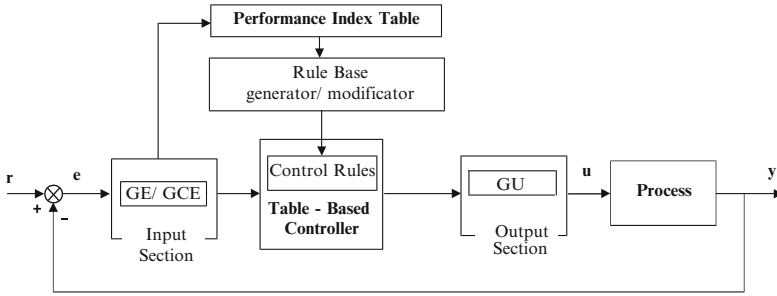 Performance Index Table
Rule Base
generator/ modificator
r
+
−
e
GE/ GCE
Input
Section
Control Rules
Table - Based
Controller
GU
Output
Section
u
Process
y